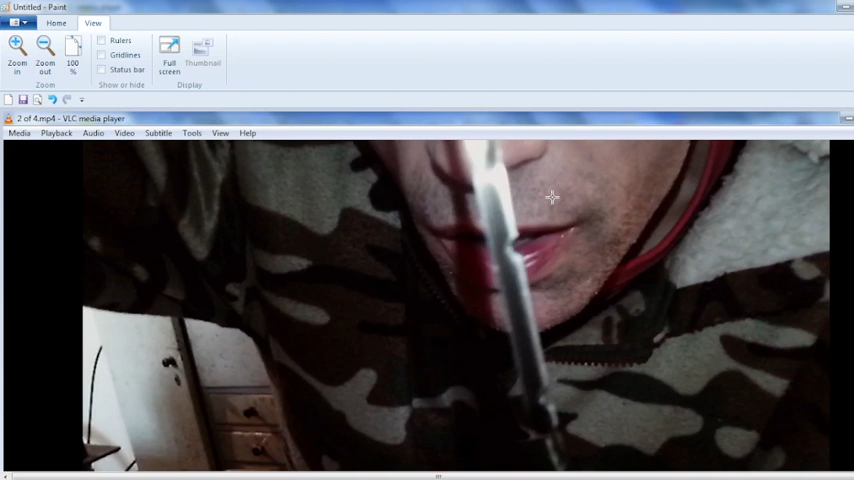 Untitled - Paint
Home View
Zoom in
Zoom out
100 %
Rulers
Gridlines
Status bar
Full screen
Thumbnail
Zoom
Show or hide
Display
2 of 4.mp4 - VLC media player
Media Playback Audio Video Subtitle Tools View Help